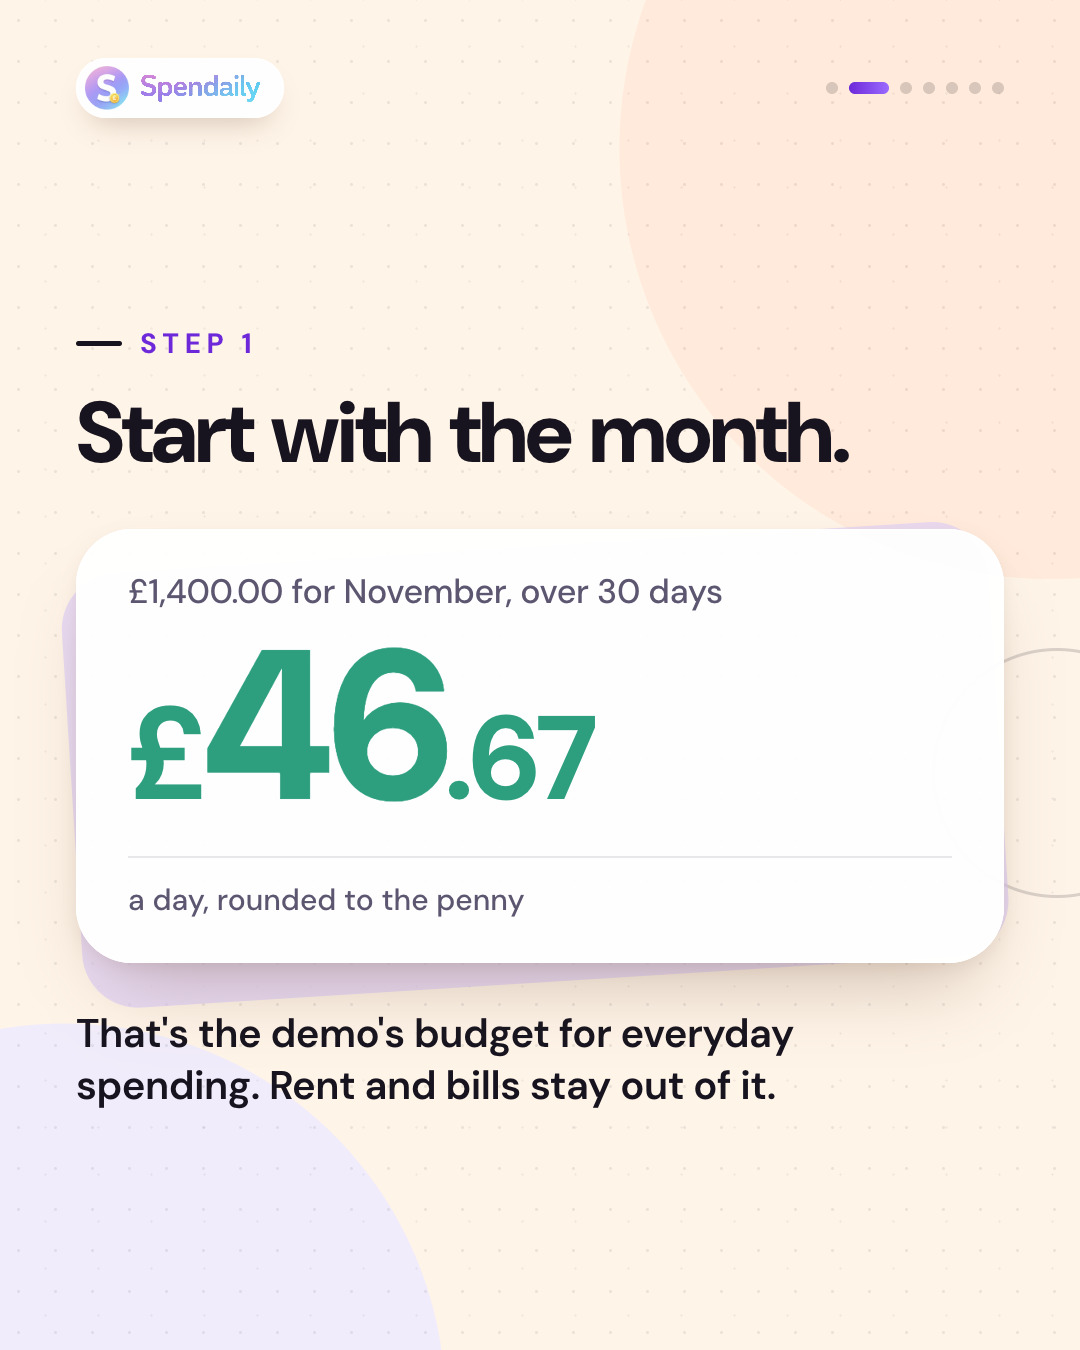 Spendaily
STEP 1
Start with the month.
£1,400.00 for November, over 30 days
£46.67
a day, rounded to the penny
That's the demo's budget for everyday
spending. Rent and bills stay out of it.